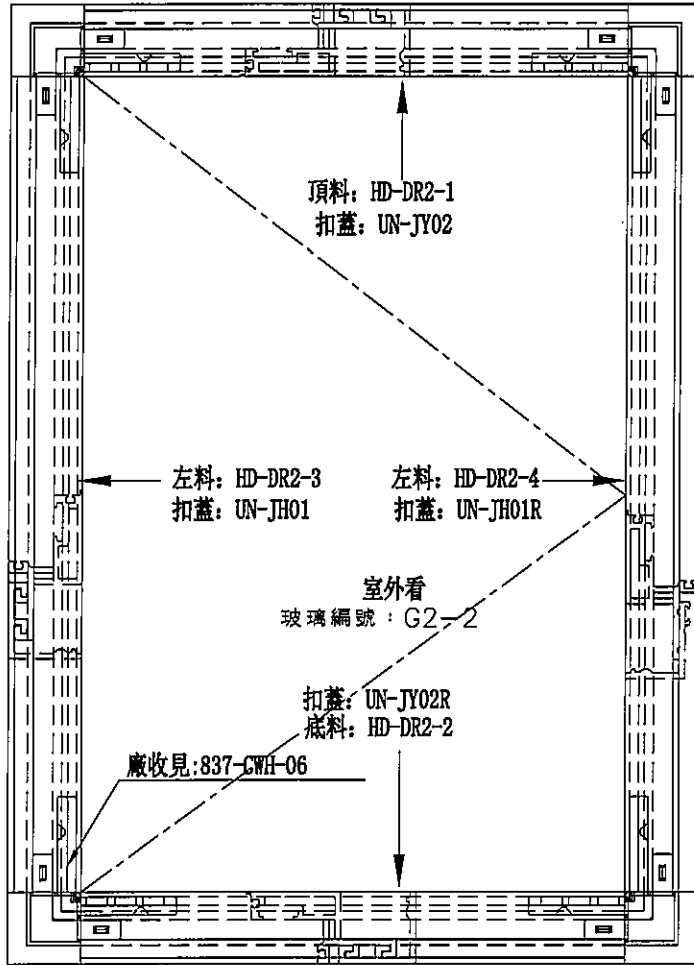 頂料: HD-DR2-1
扣蓋: UN-JY02
左料: HD-DR2-3
扣蓋: UN-JH01
左料: HD-DR2-4
扣蓋: UN-JH01R
室外看
玻璃編號：G2-2
扣蓋: UN-JY02R
底料: HD-DR2-2
廠收見:837-CWH-06